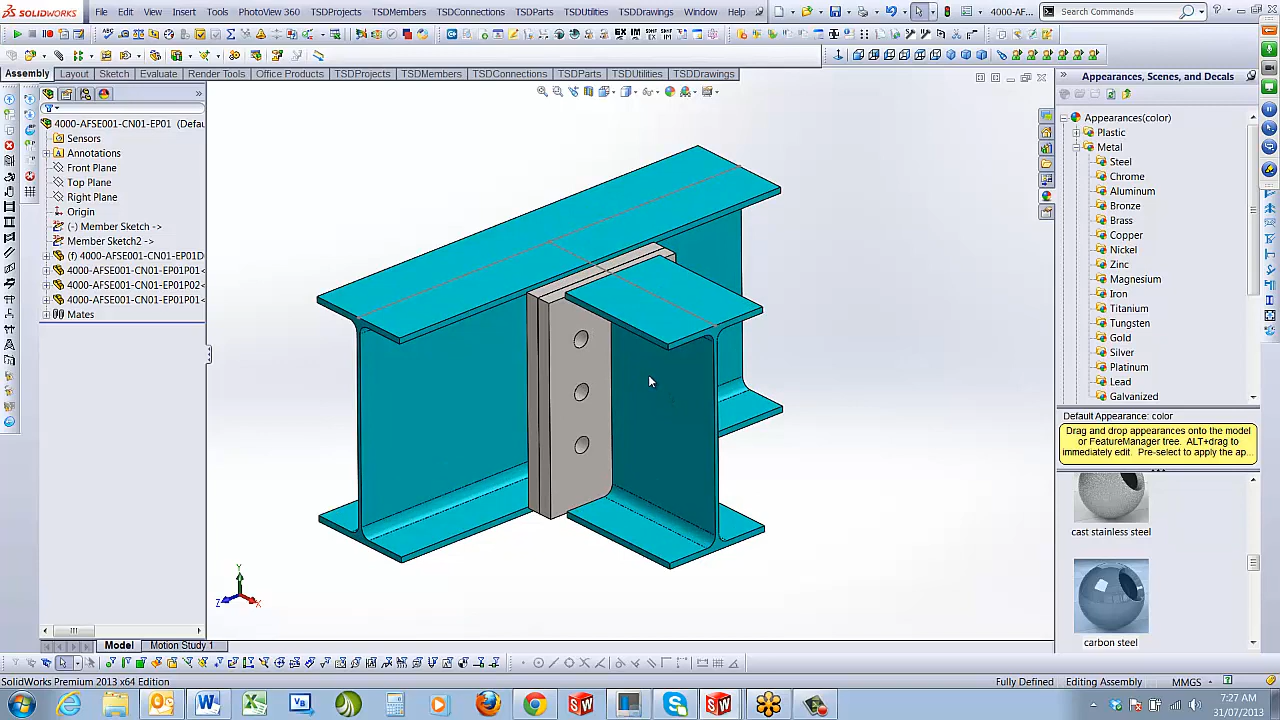 SOLIDWORKS
File Edit View Insert Tools PhotoView 360 TSDProjects TSDMembers TSDConnections TSDParts TSDUtilities TSDDrawings Window Help
4000-AF...
Search Commands
Assembly Layout Sketch Evaluate Render Tools Office Products TSDProjects TSDMembers TSDConnections TSDParts TSDUtilities TSDDrawings
Appearances, Scenes, and Decals
4000-AFSE001-CN01-EP01 (Defau
Sensors
Annotations
Front Plane
Top Plane
Right Plane
Origin
(-) Member Sketch ->
Member Sketch2 ->
(f) 4000-AFSE001-CN01-EP01D
4000-AFSE001-CN01-EP01P01<
4000-AFSE001-CN01-EP01P02<
4000-AFSE001-CN01-EP01P01<
Mates
Appearances(color)
Plastic
Metal
Steel
Chrome
Aluminum
Bronze
Brass
Copper
Nickel
Zinc
Magnesium
Iron
Titanium
Tungsten
Gold
Silver
Platinum
Lead
Galvanized
Default Appearance: color
Drag and drop appearances onto the model
or FeatureManager tree. ALT+drag to
immediately edit. Pre-select to apply the ap...
cast stainless steel
carbon steel
Y
Z
X
Model Motion Study 1
SolidWorks Premium 2013 x64 Edition
Fully Defined Editing Assembly MMGS
7:27 AM
31/07/2013